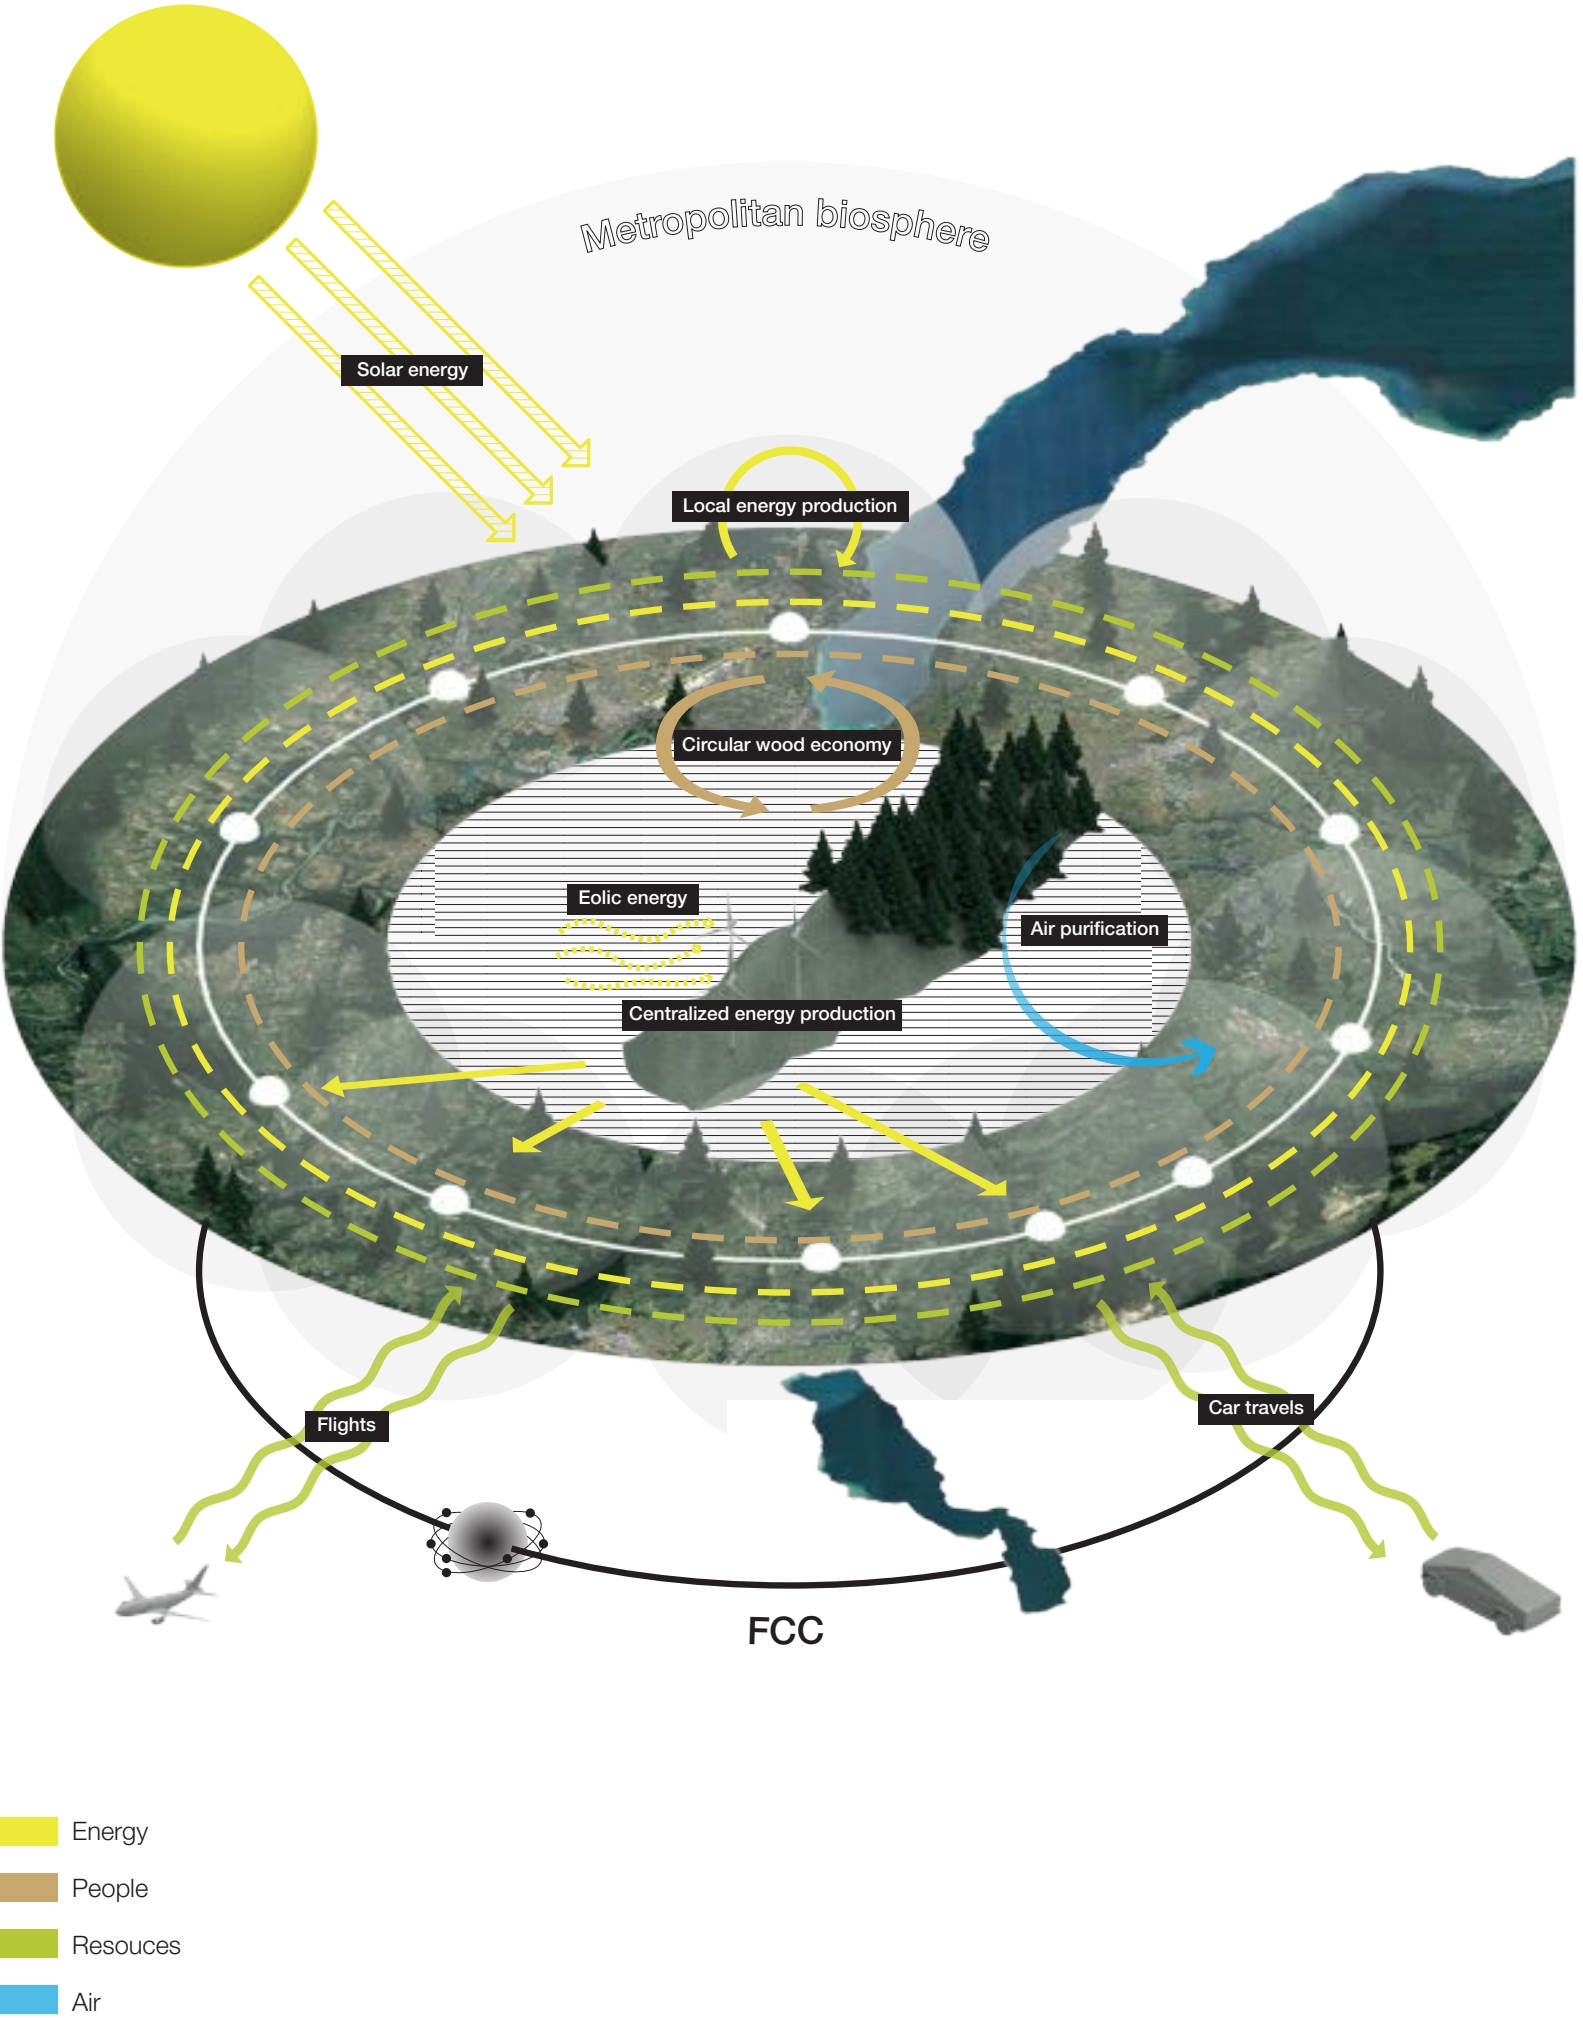 Metropolitan biosphere
Solar energy
Local energy production
Circular wood economy
Eolic energy
Air purification
Centralized energy production
Car travels
Flights
FCC
Energy
People
Resouces
Air